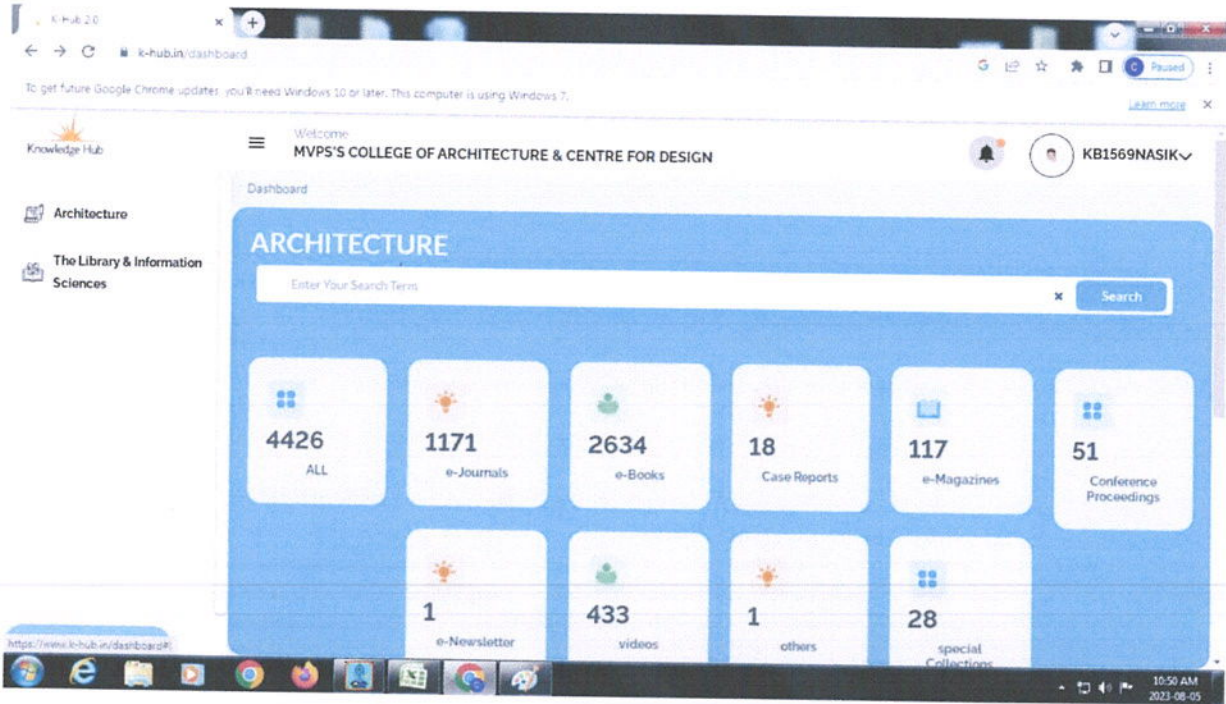 K-Hub 2.0
k-hub.in/dashboard
Paused
To get future Google Chrome updates, you'll need Windows 10 or later. This computer is using Windows 7.
Learn more
Knowledge Hub
Welcome
MVPS'S COLLEGE OF ARCHITECTURE & CENTRE FOR DESIGN
KB1569NASIK
Dashboard
Architecture
The Library & Information
Sciences
ARCHITECTURE
Enter Your Search Term
Search
4426
ALL
1171
e-Journals
2634
e-Books
18
Case Reports
117
e-Magazines
51
Conference
Proceedings
1
e-Newsletter
433
videos
1
others
28
special
Collections
https://www.k-hub.in/dashboard#
10:50 AM
2023-08-05